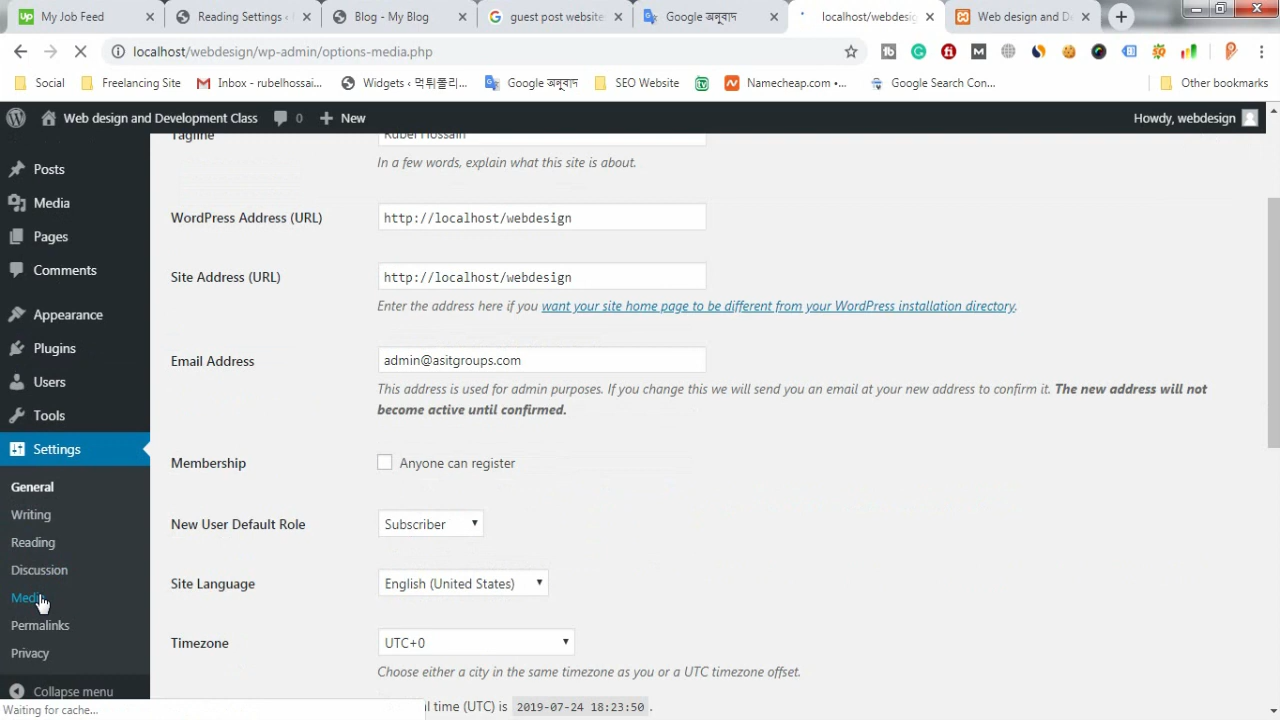 My Job Feed
Reading Settings ‹
Blog - My Blog
guest post website
Google অনুবাদ
localhost/webdesig
Web design and D
localhost/webdesign/wp-admin/options-media.php
Social
Freelancing Site
Inbox - rubelhossai...
Widgets ‹ 먹튀폴리...
Google অনুবাদ
SEO Website
Namecheap.com •...
Google Search Con...
Other bookmarks
Web design and Development Class
0
New
Howdy, webdesign
Posts
Media
Pages
Comments
Appearance
Plugins
Users
Tools
Settings
General
Writing
Reading
Discussion
Media
Permalinks
Privacy
Collapse menu
Tagline
Rubel Hossain
In a few words, explain what this site is about.
WordPress Address (URL)
http://localhost/webdesign
Site Address (URL)
http://localhost/webdesign
Enter the address here if you want your site home page to be different from your WordPress installation directory.
Email Address
admin@asitgroups.com
This address is used for admin purposes. If you change this we will send you an email at your new address to confirm it. The new address will not
become active until confirmed.
Membership
Anyone can register
New User Default Role
Subscriber
Site Language
English (United States)
Timezone
UTC+0
Choose either a city in the same timezone as you or a UTC timezone offset.
time (UTC) is 2019-07-24 18:23:50 .
Waiting for cache...